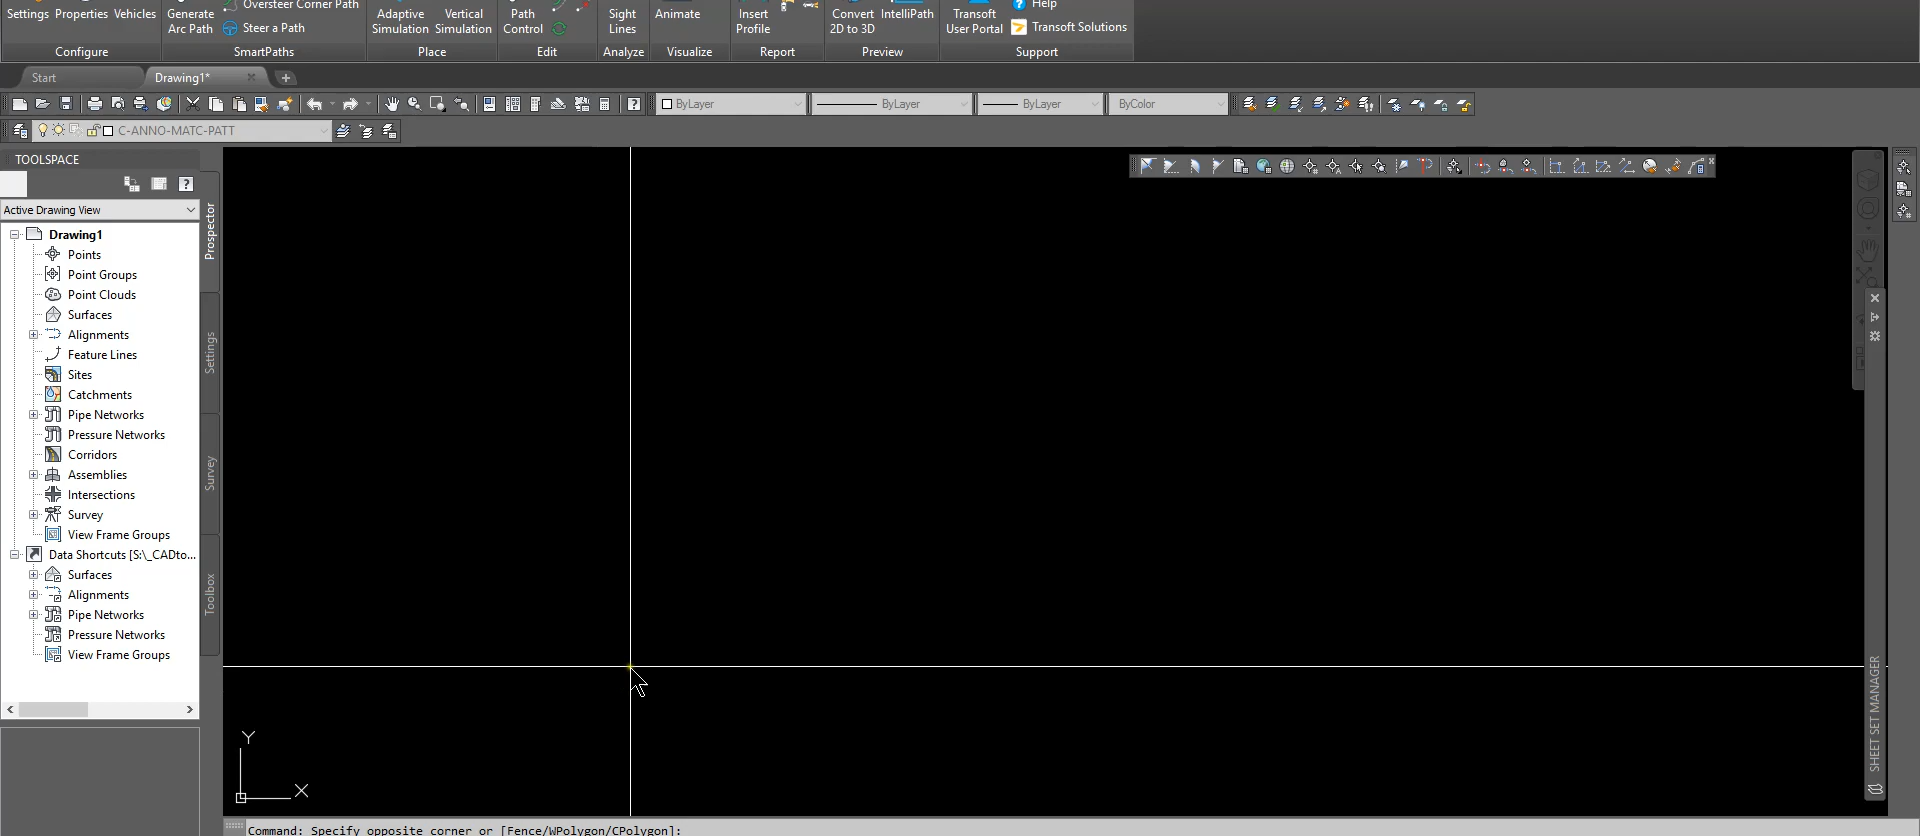 Settings Properties Vehicles
Configure
Generate Arc Path
Oversteer Corner Path
Steer a Path
SmartPaths
Adaptive Simulation
Vertical Simulation
Place
Path Control
Edit
Sight Lines
Analyze
Animate
Visualize
Insert Profile
Report
Convert 2D to 3D
IntelliPath
Preview
Transoft User Portal
Help
Transoft Solutions
Support
Start
Drawing1*
ByLayer
ByLayer
ByLayer
ByColor
C-ANNO-MATC-PATT
TOOLSPACE
Active Drawing View
Drawing1
Points
Point Groups
Point Clouds
Surfaces
Alignments
Feature Lines
Sites
Catchments
Pipe Networks
Pressure Networks
Corridors
Assemblies
Intersections
Survey
View Frame Groups
Data Shortcuts [S:\_CADto...
Surfaces
Alignments
Pipe Networks
Pressure Networks
View Frame Groups
Prospector
Settings
Survey
Toolbox
Y
X
SHEET SET MANAGER
Command: Specify opposite corner or [Fence/WPolygon/CPolygon]: